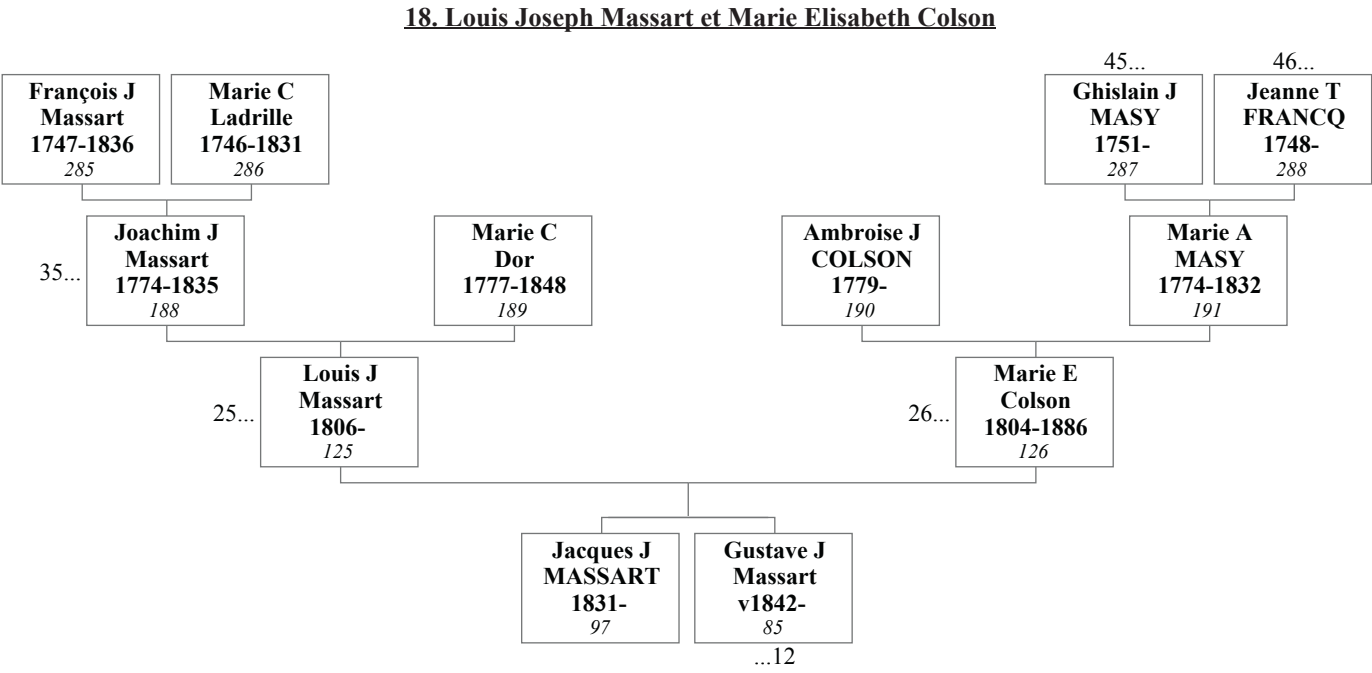 18. Louis Joseph Massart et Marie Elisabeth Colson
François J
Massart
1747-1836
285
Marie C
Ladrille
1746-1831
286
45...
Ghislain J
MASY
1751-
287
46...
Jeanne T
FRANCQ
1748-
288
35...
Joachim J
Massart
1774-1835
188
Marie C
Dor
1777-1848
189
Ambroise J
COLSON
1779-
190
Marie A
MASY
1774-1832
191
25...
Louis J
Massart
1806-
125
26...
Marie E
Colson
1804-1886
126
Jacques J
MASSART
1831-
97
Gustave J
Massart
v1842-
85
...12